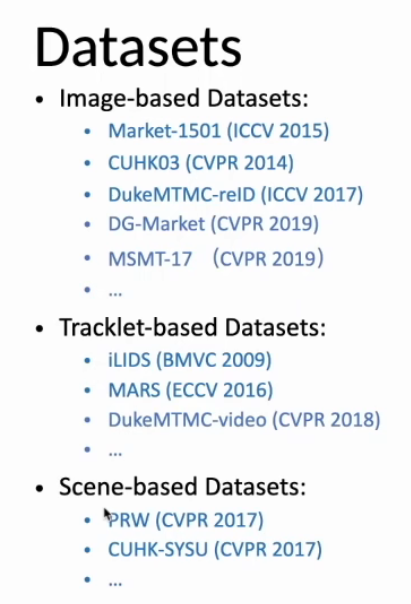 Datasets
• Image-based Datasets:
• Market-1501 (ICCV 2015)
• CUHK03 (CVPR 2014)
• DukeMTMC-reID (ICCV 2017)
• DG-Market (CVPR 2019)
• MSMT-17 (CVPR 2019)
• ...
• Tracklet-based Datasets:
• iLIDS (BMVC 2009)
• MARS (ECCV 2016)
• DukeMTMC-video (CVPR 2018)
• ...
• Scene-based Datasets:
• PRW (CVPR 2017)
• CUHK-SYSU (CVPR 2017)
• ...